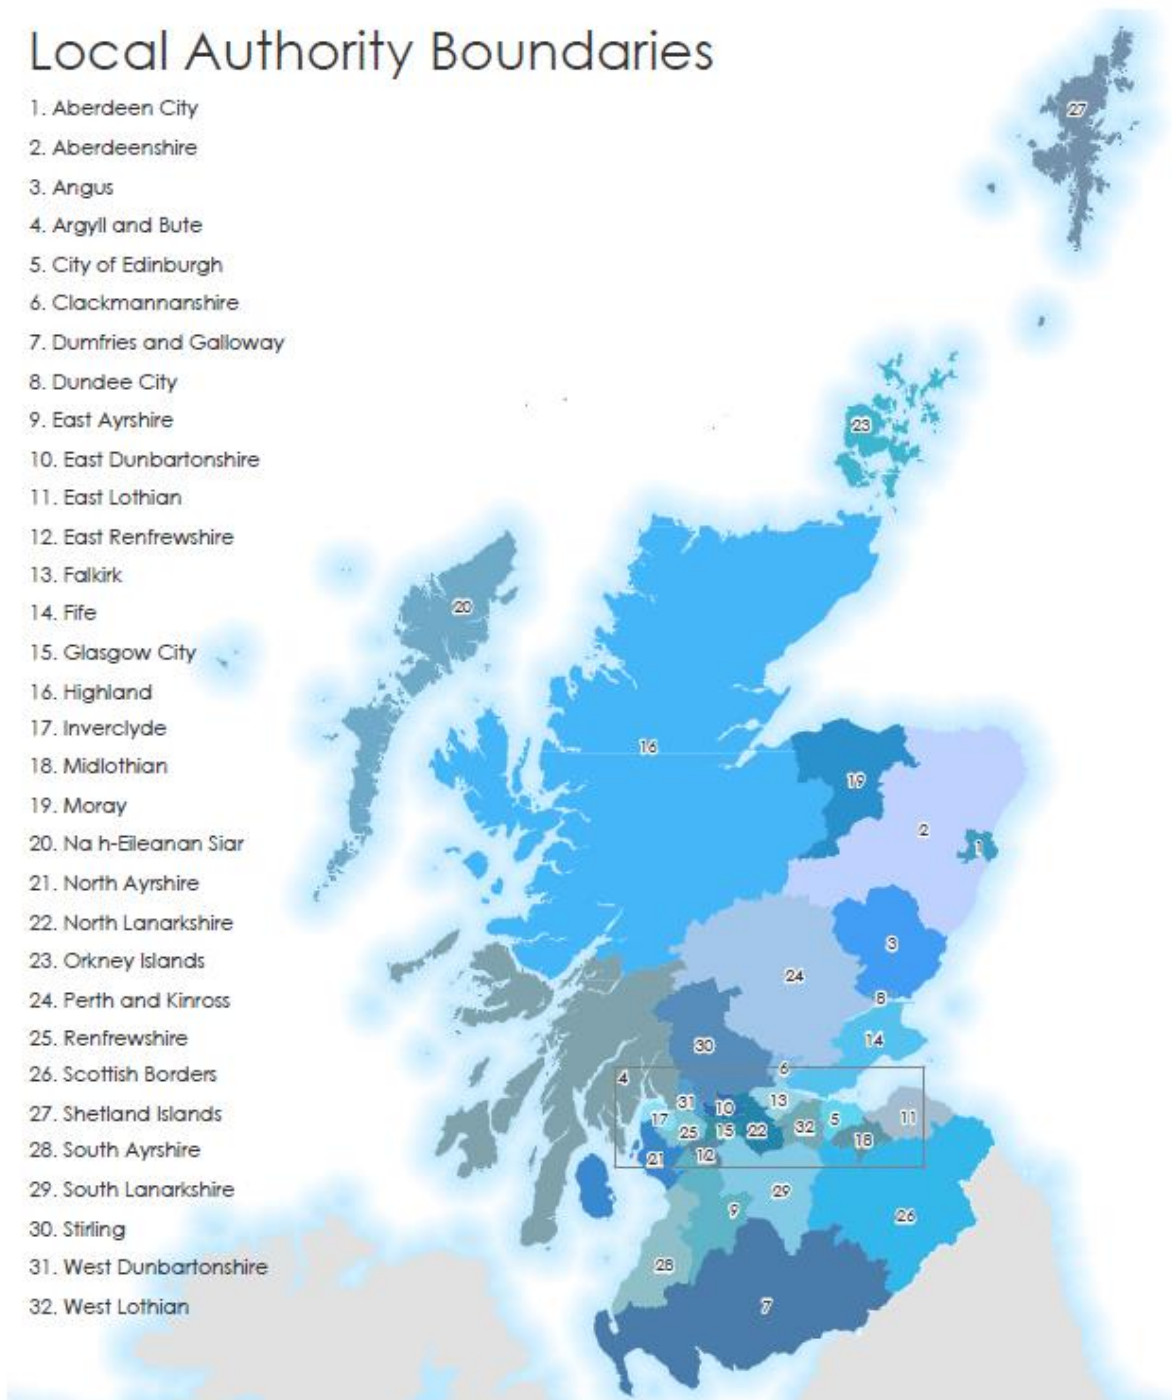 Local Authority Boundaries
1. Aberdeen City
2. Aberdeenshire
3. Angus
4. Argyll and Bute
5. City of Edinburgh
6. Clackmannanshire
7. Dumfries and Galloway
8. Dundee City
9. East Ayrshire
10. East Dunbartonshire
11. East Lothian
12. East Renfrewshire
13. Falkirk
14. Fife
15. Glasgow City
16. Highland
17. Inverclyde
18. Midlothian
19. Moray
20. Na h-Eileanan Siar
21. North Ayrshire
22. North Lanarkshire
23. Orkney Islands
24. Perth and Kinross
25. Renfrewshire
26. Scottish Borders
27. Shetland Islands
28. South Ayrshire
29. South Lanarkshire
30. Stirling
31. West Dunbartonshire
32. West Lothian
27
23
20
16
19
2
1
3
24
8
14
30
6
4
31
10
13
17
5
11
25
15
22
32
18
21
12
29
9
26
28
7